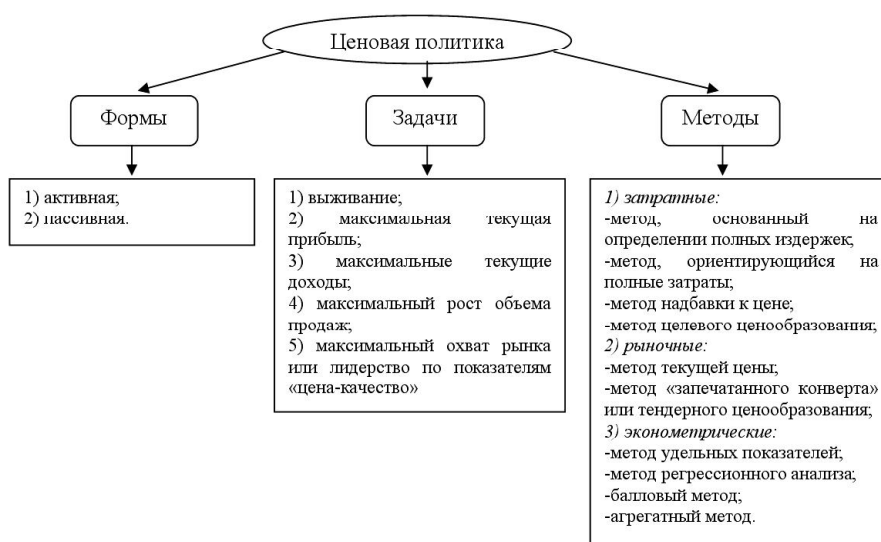 Ценовая политика
Формы
Задачи
Методы
1) активная;
2) пассивная.
1) выживание;
2) максимальная текущая
прибыль;
3) максимальные текущие
доходы;
4) максимальный рост объема
продаж;
5) максимальный охват рынка
или лидерство по показателям
«цена-качество»
1) затратные:
-метод, основанный на
определении полных издержек;
-метод, ориентирующийся на
полные затраты;
-метод надбавки к цене;
-метод целевого ценообразования;
2) рыночные:
-метод текущей цены;
-метод «запечатанного конверта»
или тендерного ценообразования;
3) эконометрические:
-метод удельных показателей;
-метод регрессионного анализа;
-балловый метод;
-агрегатный метод.